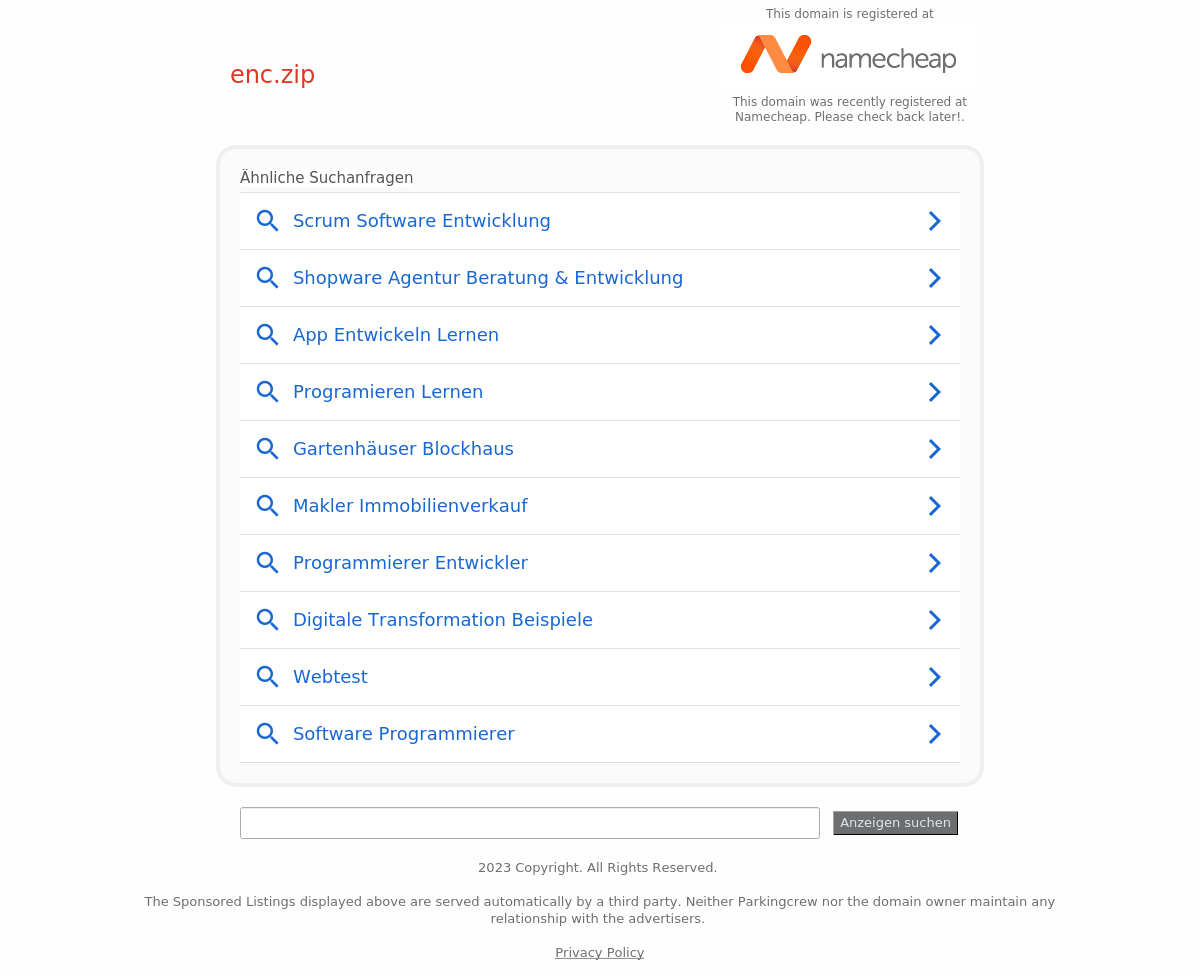 This domain is registered at
namecheap
enc.zip
This domain was recently registered at
Namecheap. Please check back later!.
Ähnliche Suchanfragen
Scrum Software Entwicklung
Shopware Agentur Beratung & Entwicklung
App Entwickeln Lernen
Programieren Lernen
Gartenhäuser Blockhaus
Makler Immobilienverkauf
Programmierer Entwickler
Digitale Transformation Beispiele
Webtest
Software Programmierer
Anzeigen suchen
2023 Copyright. All Rights Reserved.
The Sponsored Listings displayed above are served automatically by a third party. Neither Parkingcrew nor the domain owner maintain any
relationship with the advertisers.
Privacy Policy